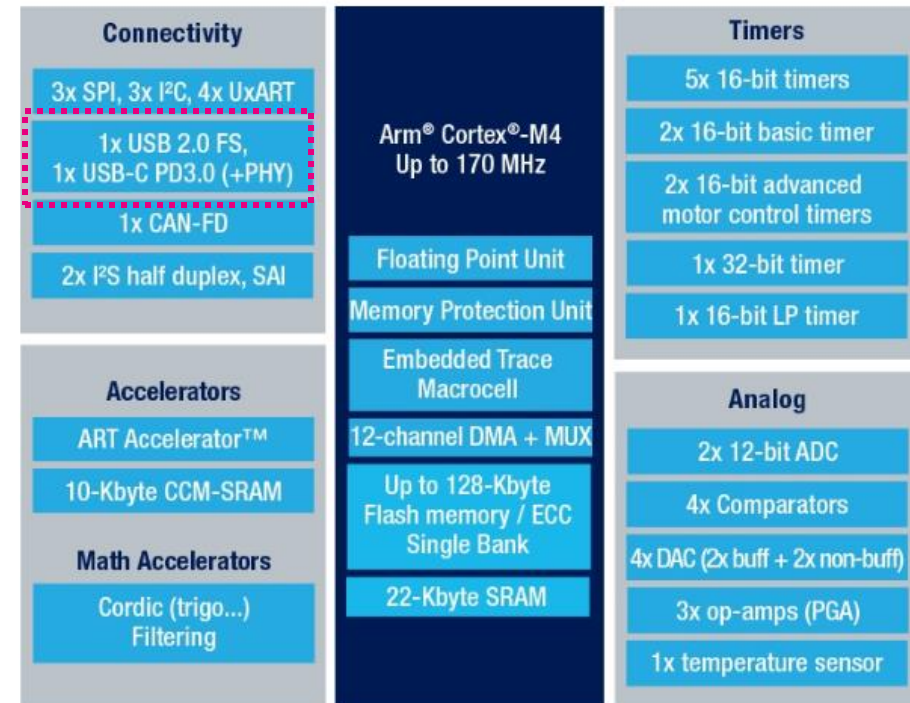 Connectivity
3x SPI, 3x I²C, 4x UxART
1x USB 2.0 FS,
1x USB-C PD3.0 (+PHY)
1x CAN-FD
2x I²S half duplex, SAI
Accelerators
ART Accelerator™
10-Kbyte CCM-SRAM
Math Accelerators
Cordic (trigo...)
Filtering
Arm® Cortex®-M4
Up to 170 MHz
Floating Point Unit
Memory Protection Unit
Embedded Trace
Macrocell
12-channel DMA + MUX
Up to 128-Kbyte
Flash memory / ECC
Single Bank
22-Kbyte SRAM
Timers
5x 16-bit timers
2x 16-bit basic timer
2x 16-bit advanced
motor control timers
1x 32-bit timer
1x 16-bit LP timer
Analog
2x 12-bit ADC
4x Comparators
4x DAC (2x buff + 2x non-buff)
3x op-amps (PGA)
1x temperature sensor